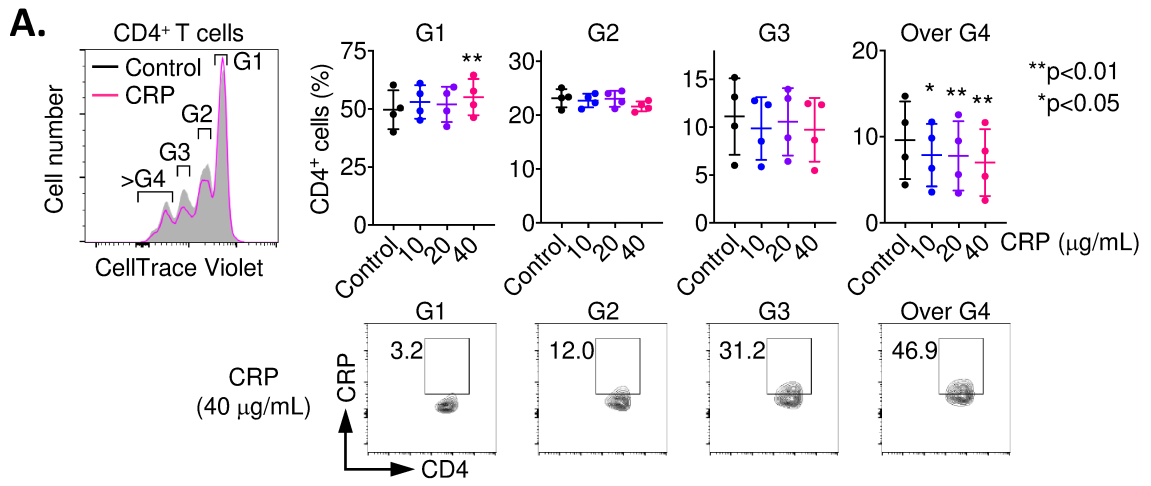 A.
CD4⁺ T cells
Control
CRP
G1
G2
G3
>G4
Cell number
CellTrace Violet
G1
CD4⁺ cells (%)
75
50
25
0
**
Control
10
20
40
G2
30
20
10
0
Control
10
20
40
G3
15
10
5
0
Control
10
20
40
Over G4
20
10
0
*
**
**
Control
10
20
40
**p<0.01
*p<0.05
CRP (μg/mL)
CRP
(40 μg/mL)
CRP
CD4
G1
3.2
G2
12.0
G3
31.2
Over G4
46.9